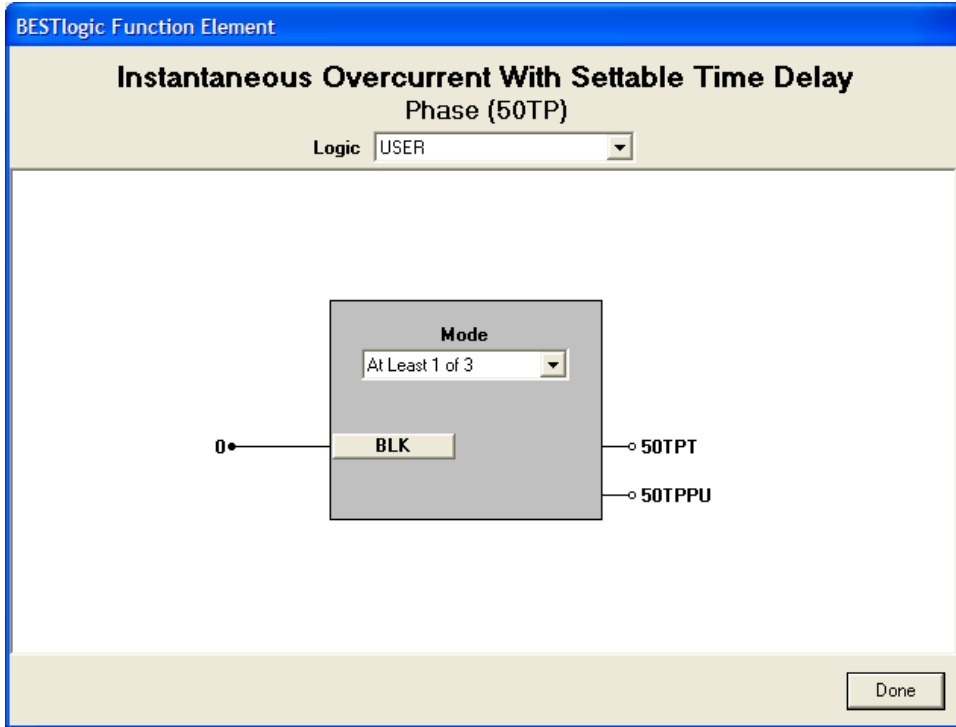 BESTlogic Function Element
Instantaneous Overcurrent With Settable Time Delay
Phase (50TP)
Logic USER
Mode
At Least 1 of 3
0 BLK 50TPT
50TPPU
Done